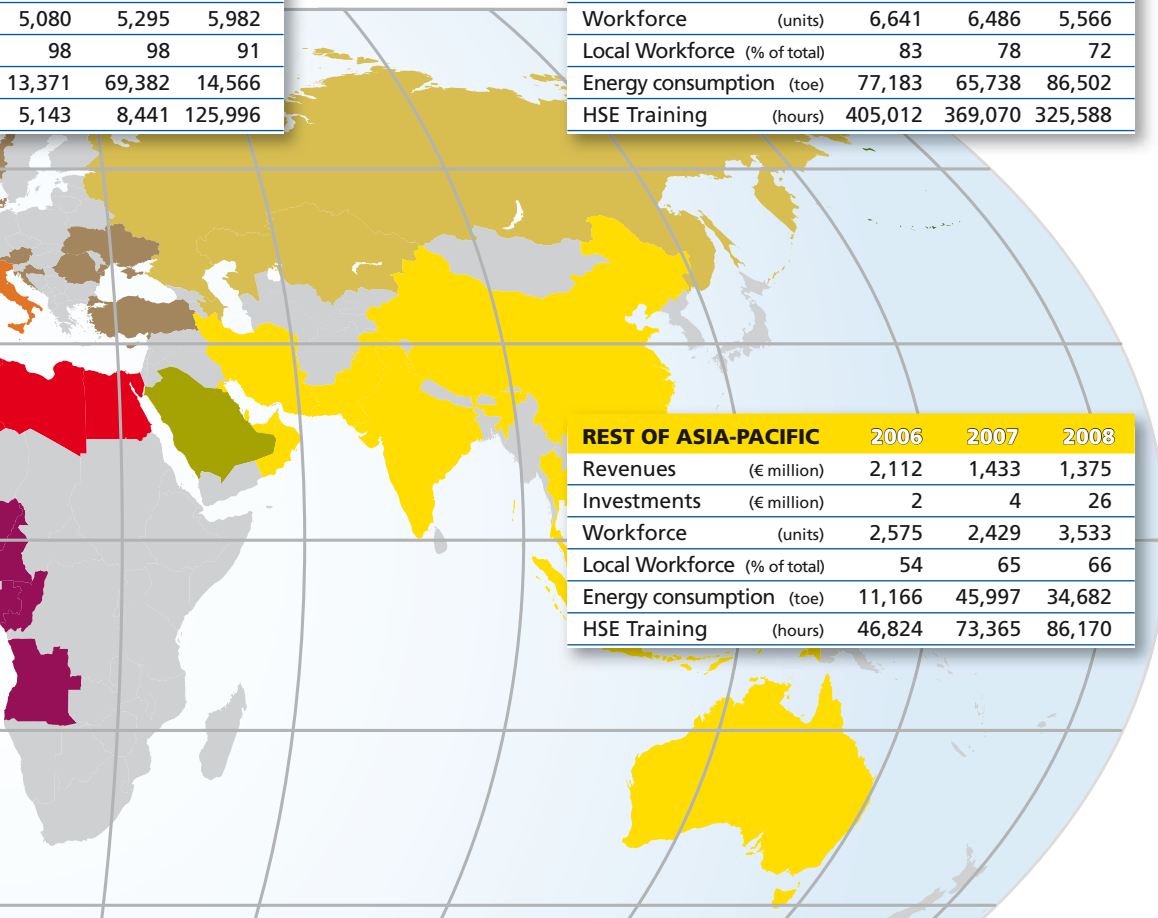 5,080 5,295 5,982
98 98 91
13,371 69,382 14,566
5,143 8,441 125,996
Workforce (units) 6,641 6,486 5,566
Local Workforce (% of total) 83 78 72
Energy consumption (toe) 77,183 65,738 86,502
HSE Training (hours) 405,012 369,070 325,588
REST OF ASIA-PACIFIC 2006 2007 2008
Revenues (€ million) 2,112 1,433 1,375
Investments (€ million) 2 4 26
Workforce (units) 2,575 2,429 3,533
Local Workforce (% of total) 54 65 66
Energy consumption (toe) 11,166 45,997 34,682
HSE Training (hours) 46,824 73,365 86,170